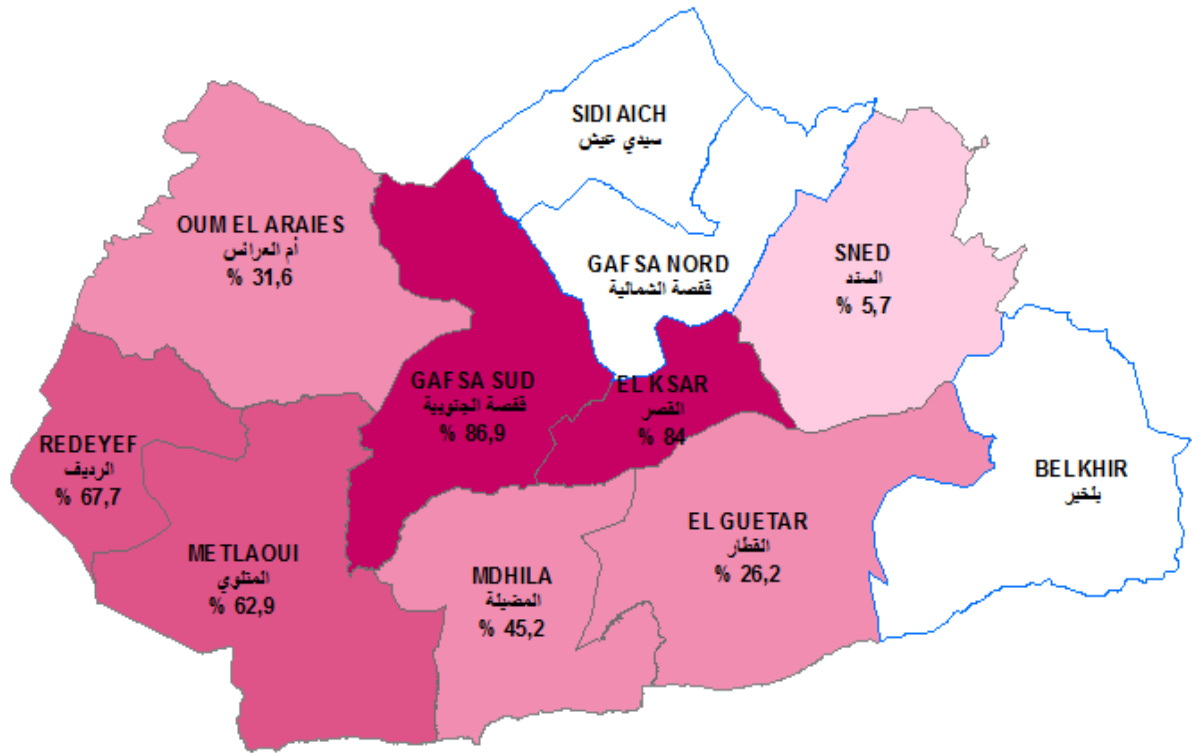 SIDI AICH
سيدي عيش
OUM EL ARAIES
أم العرائس
% 31,6
GAFSA NORD
قفصة الشمالية
SNED
السند
% 5,7
GAFSA SUD
قفصة الجنوبية
% 86,9
EL KSAR
القصر
% 84
REDEYEF
الرديف
% 67,7
BELKHIR
بلخير
METLAOUI
المتلوي
% 62,9
MDHILA
المضيلة
% 45,2
EL GUETAR
القطار
% 26,2